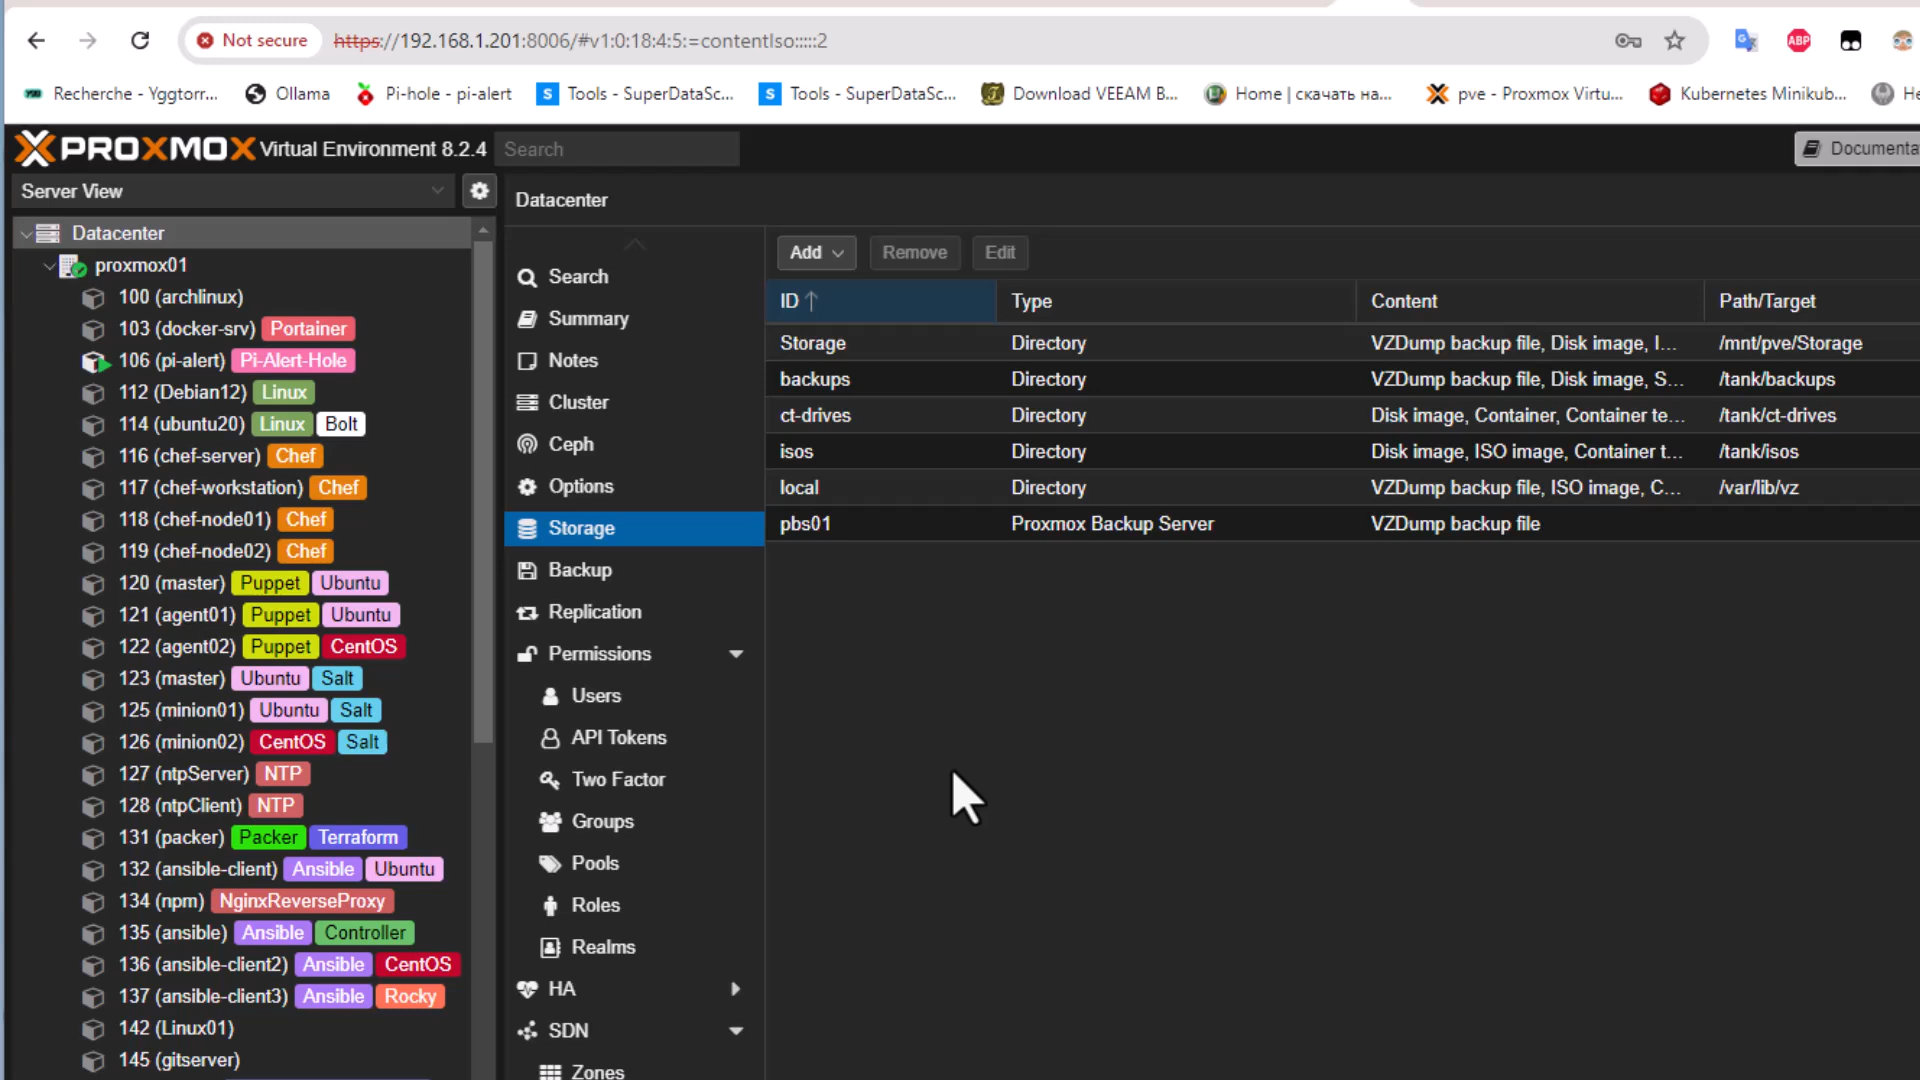 Not secure https://192.168.1.201:8006/#v1:0:18:4:5:=contentIso:::::2 ABP
Recherche - Yggtorr... Ollama Pi-hole - pi-alert S Tools - SuperDataSc... S Tools - SuperDataSc... Download VEEAM B... Home | скачать на... pve - Proxmox Virtu... Kubernetes Minikub... He
PROXMOX Virtual Environment 8.2.4 Search Documenta
Server View
Datacenter
proxmox01
100 (archlinux)
103 (docker-srv) Portainer
106 (pi-alert) Pi-Alert-Hole
112 (Debian12) Linux
114 (ubuntu20) Linux Bolt
116 (chef-server) Chef
117 (chef-workstation) Chef
118 (chef-node01) Chef
119 (chef-node02) Chef
120 (master) Puppet Ubuntu
121 (agent01) Puppet Ubuntu
122 (agent02) Puppet CentOS
123 (master) Ubuntu Salt
125 (minion01) Ubuntu Salt
126 (minion02) CentOS Salt
127 (ntpServer) NTP
128 (ntpClient) NTP
131 (packer) Packer Terraform
132 (ansible-client) Ansible Ubuntu
134 (npm) NginxReverseProxy
135 (ansible) Ansible Controller
136 (ansible-client2) Ansible CentOS
137 (ansible-client3) Ansible Rocky
142 (Linux01)
145 (gitserver)
Datacenter
Search
Summary
Notes
Cluster
Ceph
Options
Storage
Backup
Replication
Permissions
Users
API Tokens
Two Factor
Groups
Pools
Roles
Realms
HA
SDN
Zones
Add Remove Edit
ID Type Content Path/Target
Storage Directory VZDump backup file, Disk image, I... /mnt/pve/Storage
backups Directory VZDump backup file, Disk image, S... /tank/backups
ct-drives Directory Disk image, Container, Container te... /tank/ct-drives
isos Directory Disk image, ISO image, Container t... /tank/isos
local Directory VZDump backup file, ISO image, C... /var/lib/vz
pbs01 Proxmox Backup Server VZDump backup file